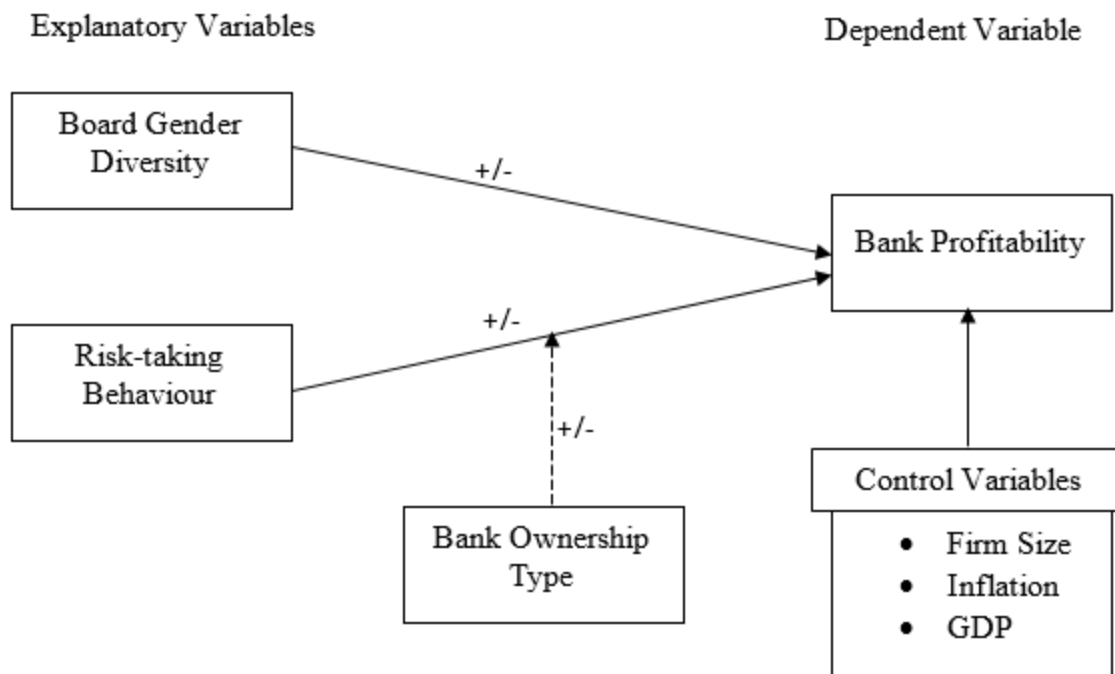 Explanatory Variables
Dependent Variable
Board Gender
Diversity
+/-
Bank Profitability
+/-
Risk-taking
Behaviour
+/-
Control Variables
Bank Ownership
Type
• Firm Size
• Inflation
• GDP